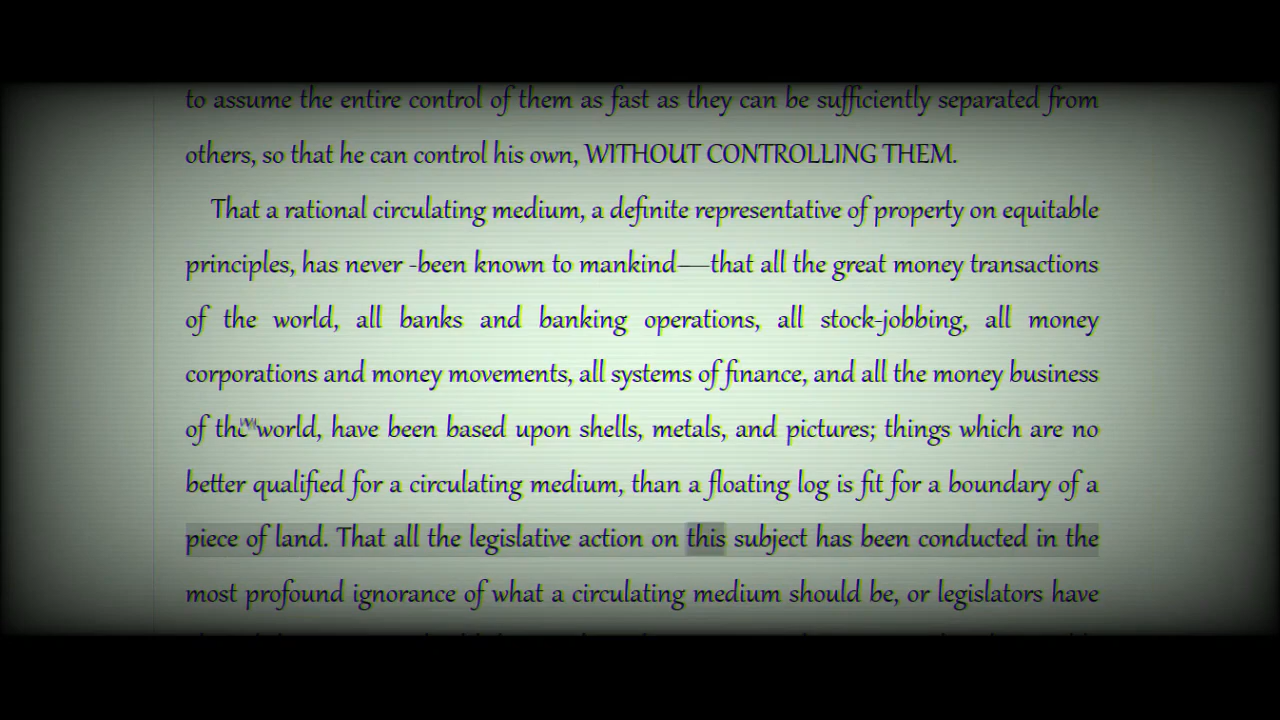 to assume the entire control of them as fast as they can be sufficiently separated from
others, so that he can control his own, WITHOUT CONTROLLING THEM.
That a rational circulating medium, a definite representative of property on equitable
principles, has never -been known to mankind—that all the great money transactions
of the world, all banks and banking operations, all stock-jobbing, all money
corporations and money movements, all systems of finance, and all the money business
of the world, have been based upon shells, metals, and pictures; things which are no
better qualified for a circulating medium, than a floating log is fit for a boundary of a
piece of land. That all the legislative action on this subject has been conducted in the
most profound ignorance of what a circulating medium should be, or legislators have